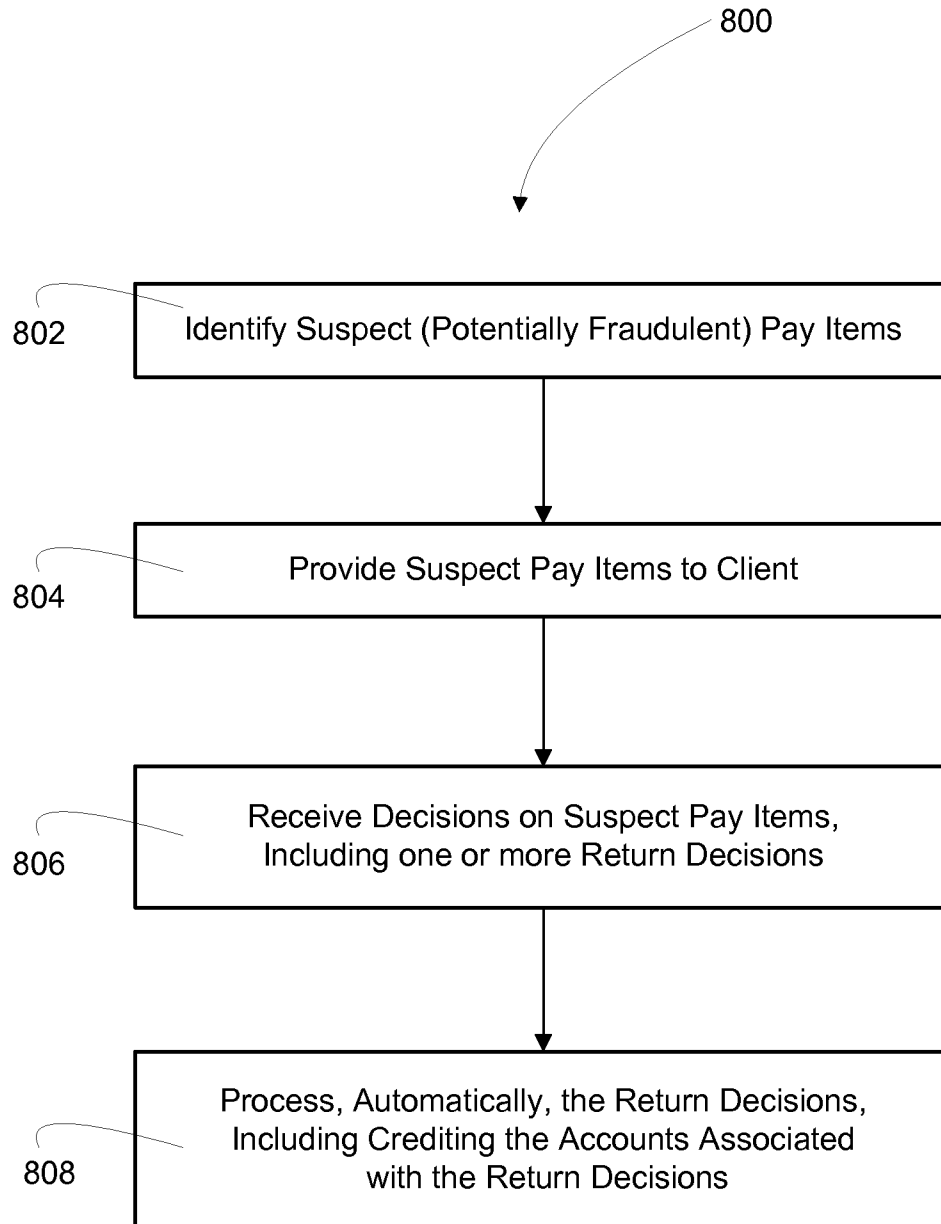 800
802
Identify Suspect (Potentially Fraudulent) Pay Items
804
Provide Suspect Pay Items to Client
806
Receive Decisions on Suspect Pay Items,
Including one or more Return Decisions
808
Process, Automatically, the Return Decisions,
Including Crediting the Accounts Associated
with the Return Decisions